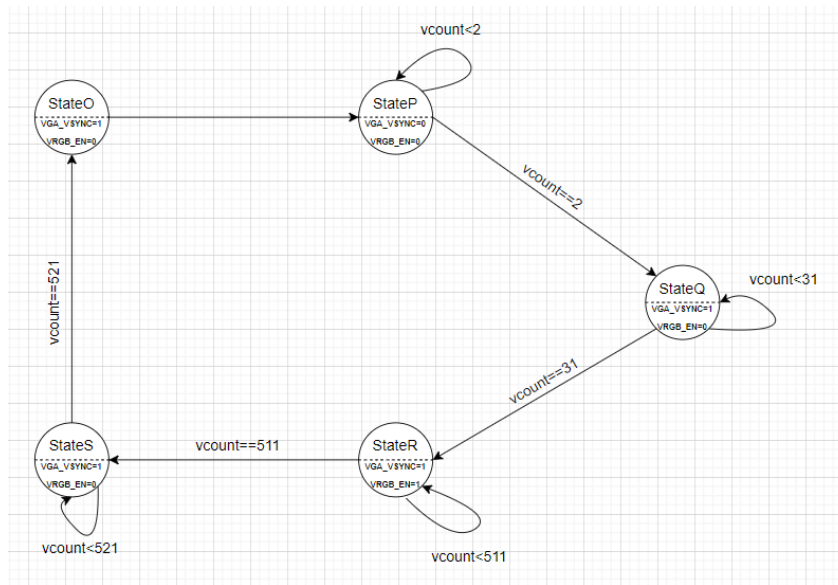 vcount<2
StateO
VGA_VSYNC=1
VRGB_EN=0
StateP
VGA_VSYNC=0
VRGB_EN=0
vcount==2
StateQ
VGA_VSYNC=1
VRGB_EN=0
vcount<31
vcount==521
vcount==31
StateS
VGA_VSYNC=1
VRGB_EN=0
vcount==511
StateR
VGA_VSYNC=1
VRGB_EN=1
vcount<521
vcount<511